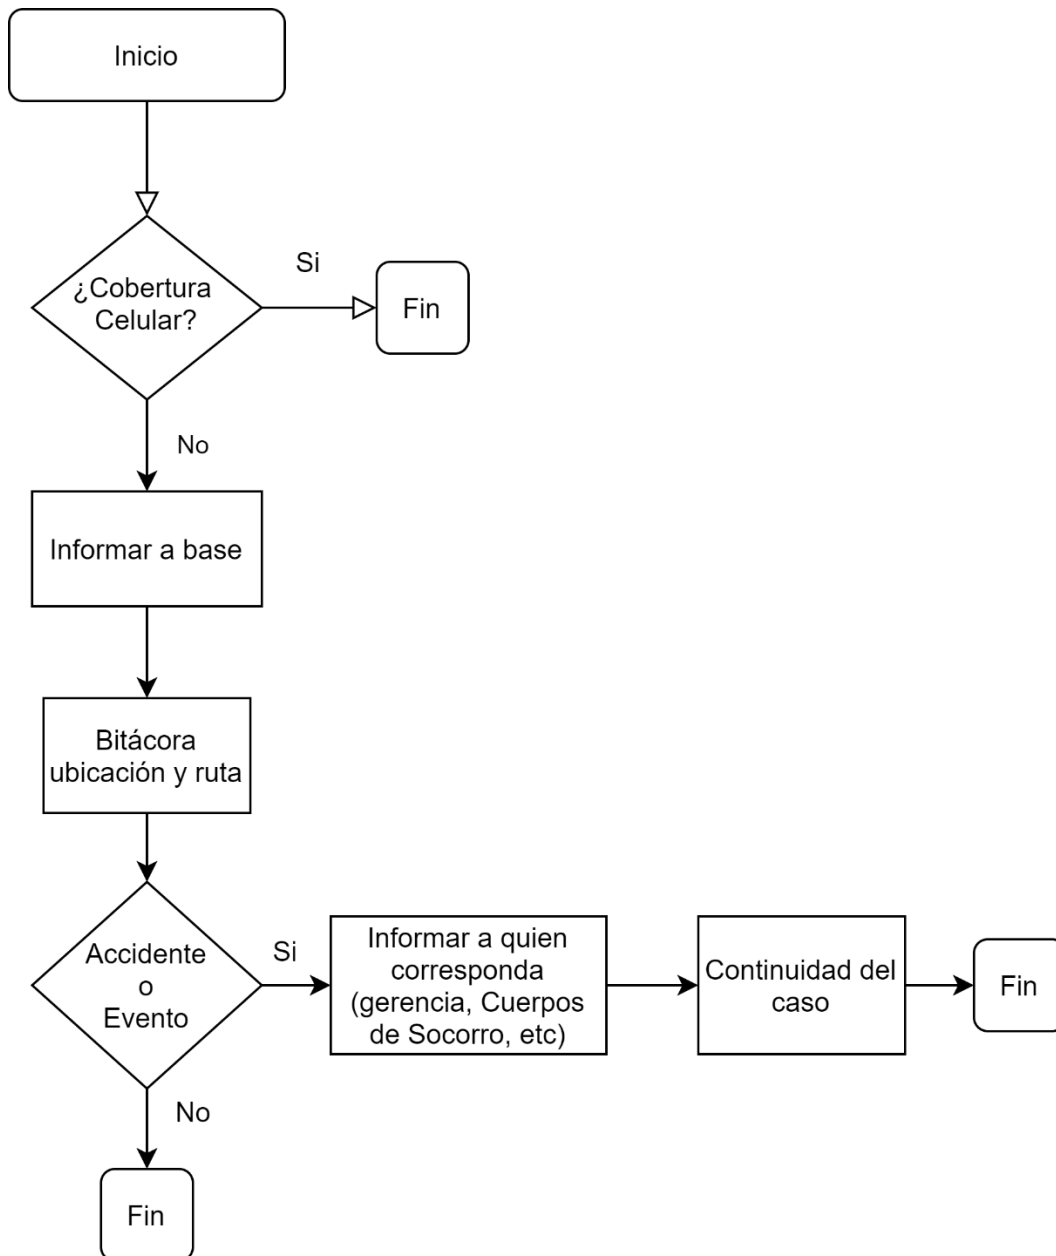 Inicio
¿Cobertura
Celular?
Si
Fin
No
Informar a base
Bitácora
ubicación y ruta
Accidente
o
Evento
Si
Informar a quien
corresponda
(gerencia, Cuerpos
de Socorro, etc)
Continuidad del
caso
Fin
No
Fin